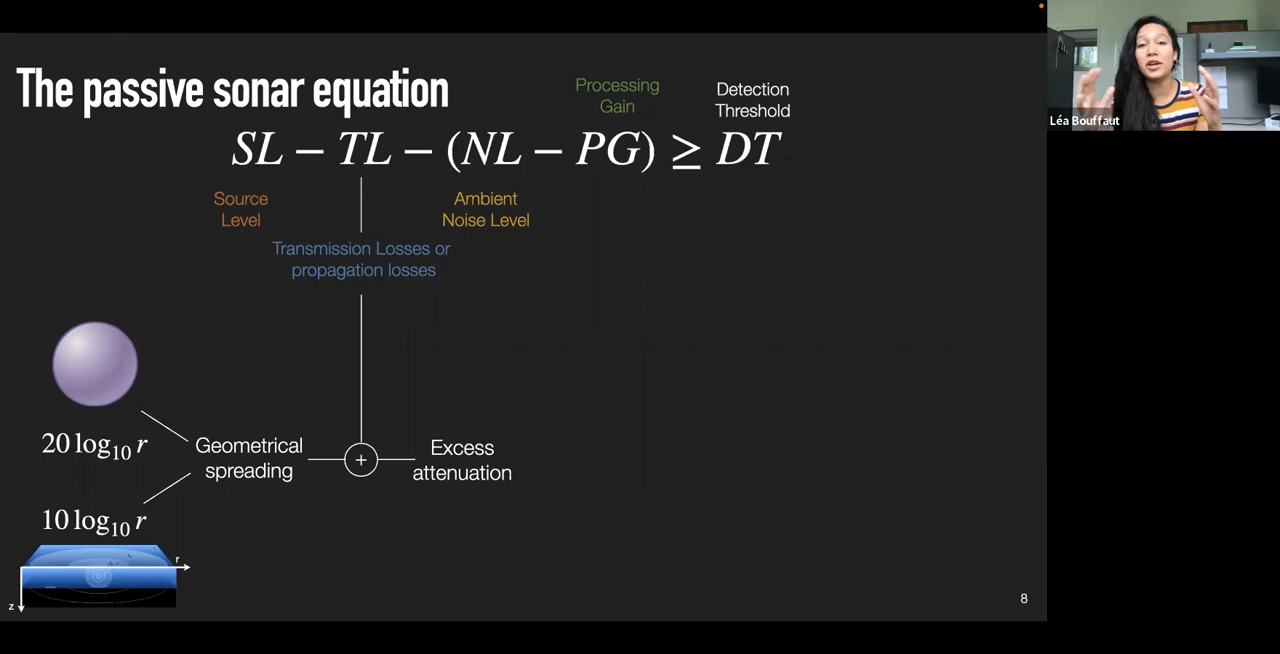 The passive sonar equation
Processing
Gain
Detection
Threshold
SL − TL − (NL − PG) ≥ DT
Source
Level
Ambient
Noise Level
Transmission Losses or
propagation losses
20 log₁₀ r
Geometrical
spreading
+
Excess
attenuation
10 log₁₀ r
r
z
8
Léa Bouffaut